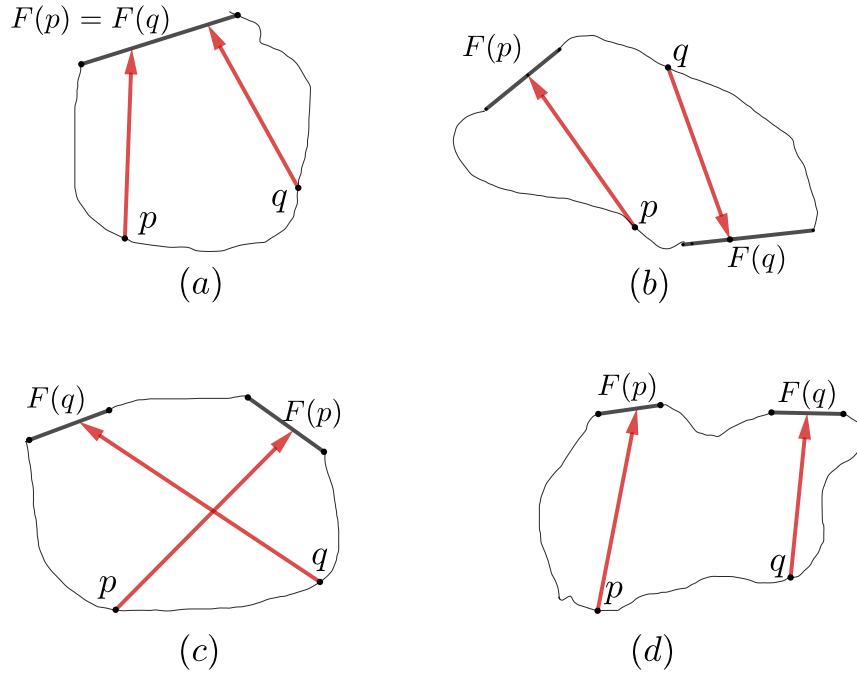 F(p) = F(q)
p
q
(a)
F(p)
q
p
F(q)
(b)
F(q)
F(p)
p
q
(c)
F(p)
F(q)
p
q
(d)